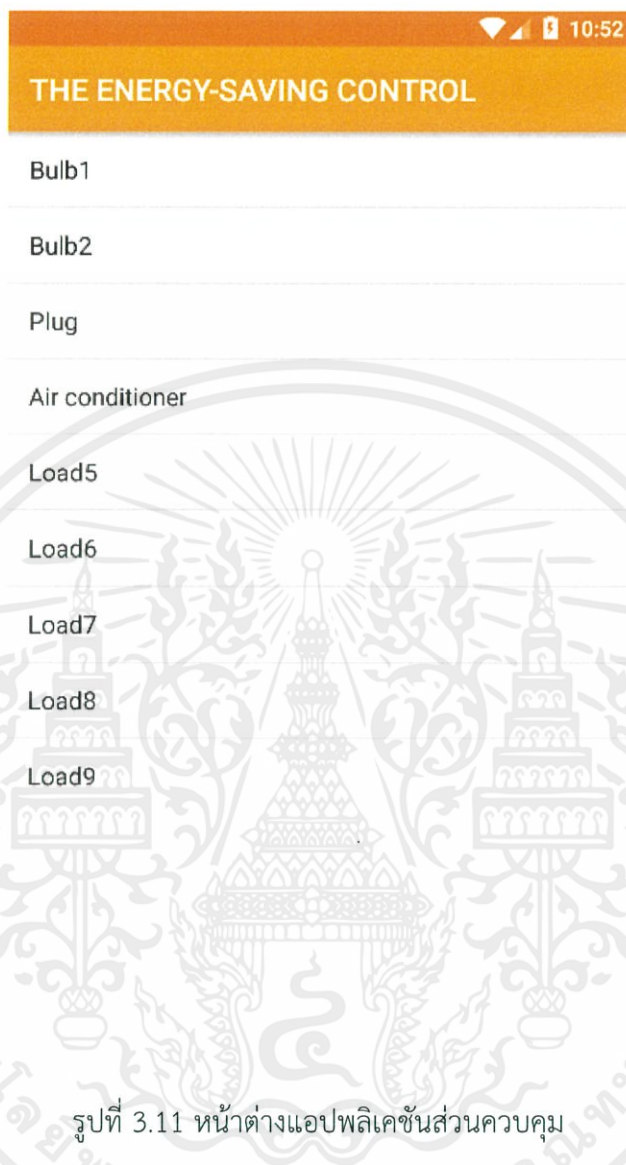 10:52
THE ENERGY-SAVING CONTROL
Bulb1
Bulb2
Plug
Air conditioner
Load5
Load6
Load7
Load8
Load9
รูปที่ 3.11 หน้าต่างแอปพลิเคชันส่วนควบคุม